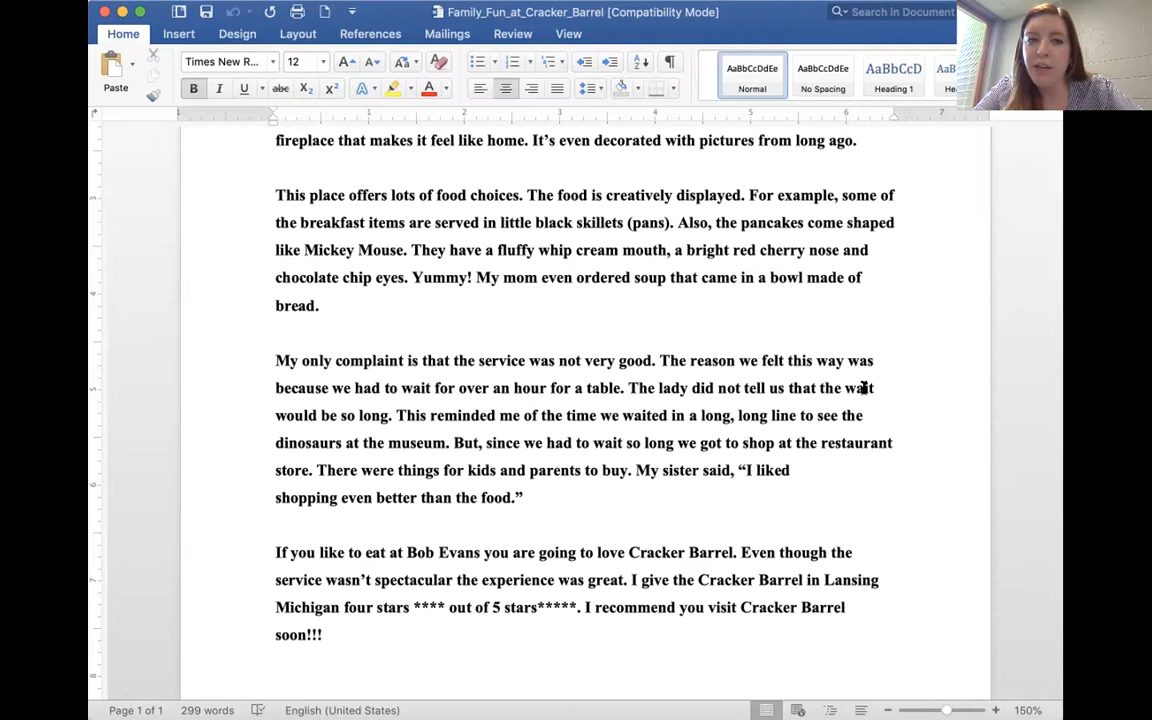 Family_Fun_at_Cracker_Barrel [Compatibility Mode]
Search in Document
Home Insert Design Layout References Mailings Review View
Paste
Times New R... 12
AaBbCcDdEe AaBbCcDdEe AaBbCcD AaBb
Normal No Spacing Heading 1 He
B I U abc X₂ X² A A
1 1 2 3 4 5 6 7
fireplace that makes it feel like home. It’s even decorated with pictures from long ago.
This place offers lots of food choices. The food is creatively displayed. For example, some of
the breakfast items are served in little black skillets (pans). Also, the pancakes come shaped
like Mickey Mouse. They have a fluffy whip cream mouth, a bright red cherry nose and
chocolate chip eyes. Yummy! My mom even ordered soup that came in a bowl made of
bread.
My only complaint is that the service was not very good. The reason we felt this way was
because we had to wait for over an hour for a table. The lady did not tell us that the wait
would be so long. This reminded me of the time we waited in a long, long line to see the
dinosaurs at the museum. But, since we had to wait so long we got to shop at the restaurant
store. There were things for kids and parents to buy. My sister said, “I liked
shopping even better than the food.”
If you like to eat at Bob Evans you are going to love Cracker Barrel. Even though the
service wasn’t spectacular the experience was great. I give the Cracker Barrel in Lansing
Michigan four stars **** out of 5 stars*****. I recommend you visit Cracker Barrel
soon!!!
Page 1 of 1 299 words English (United States) 150%